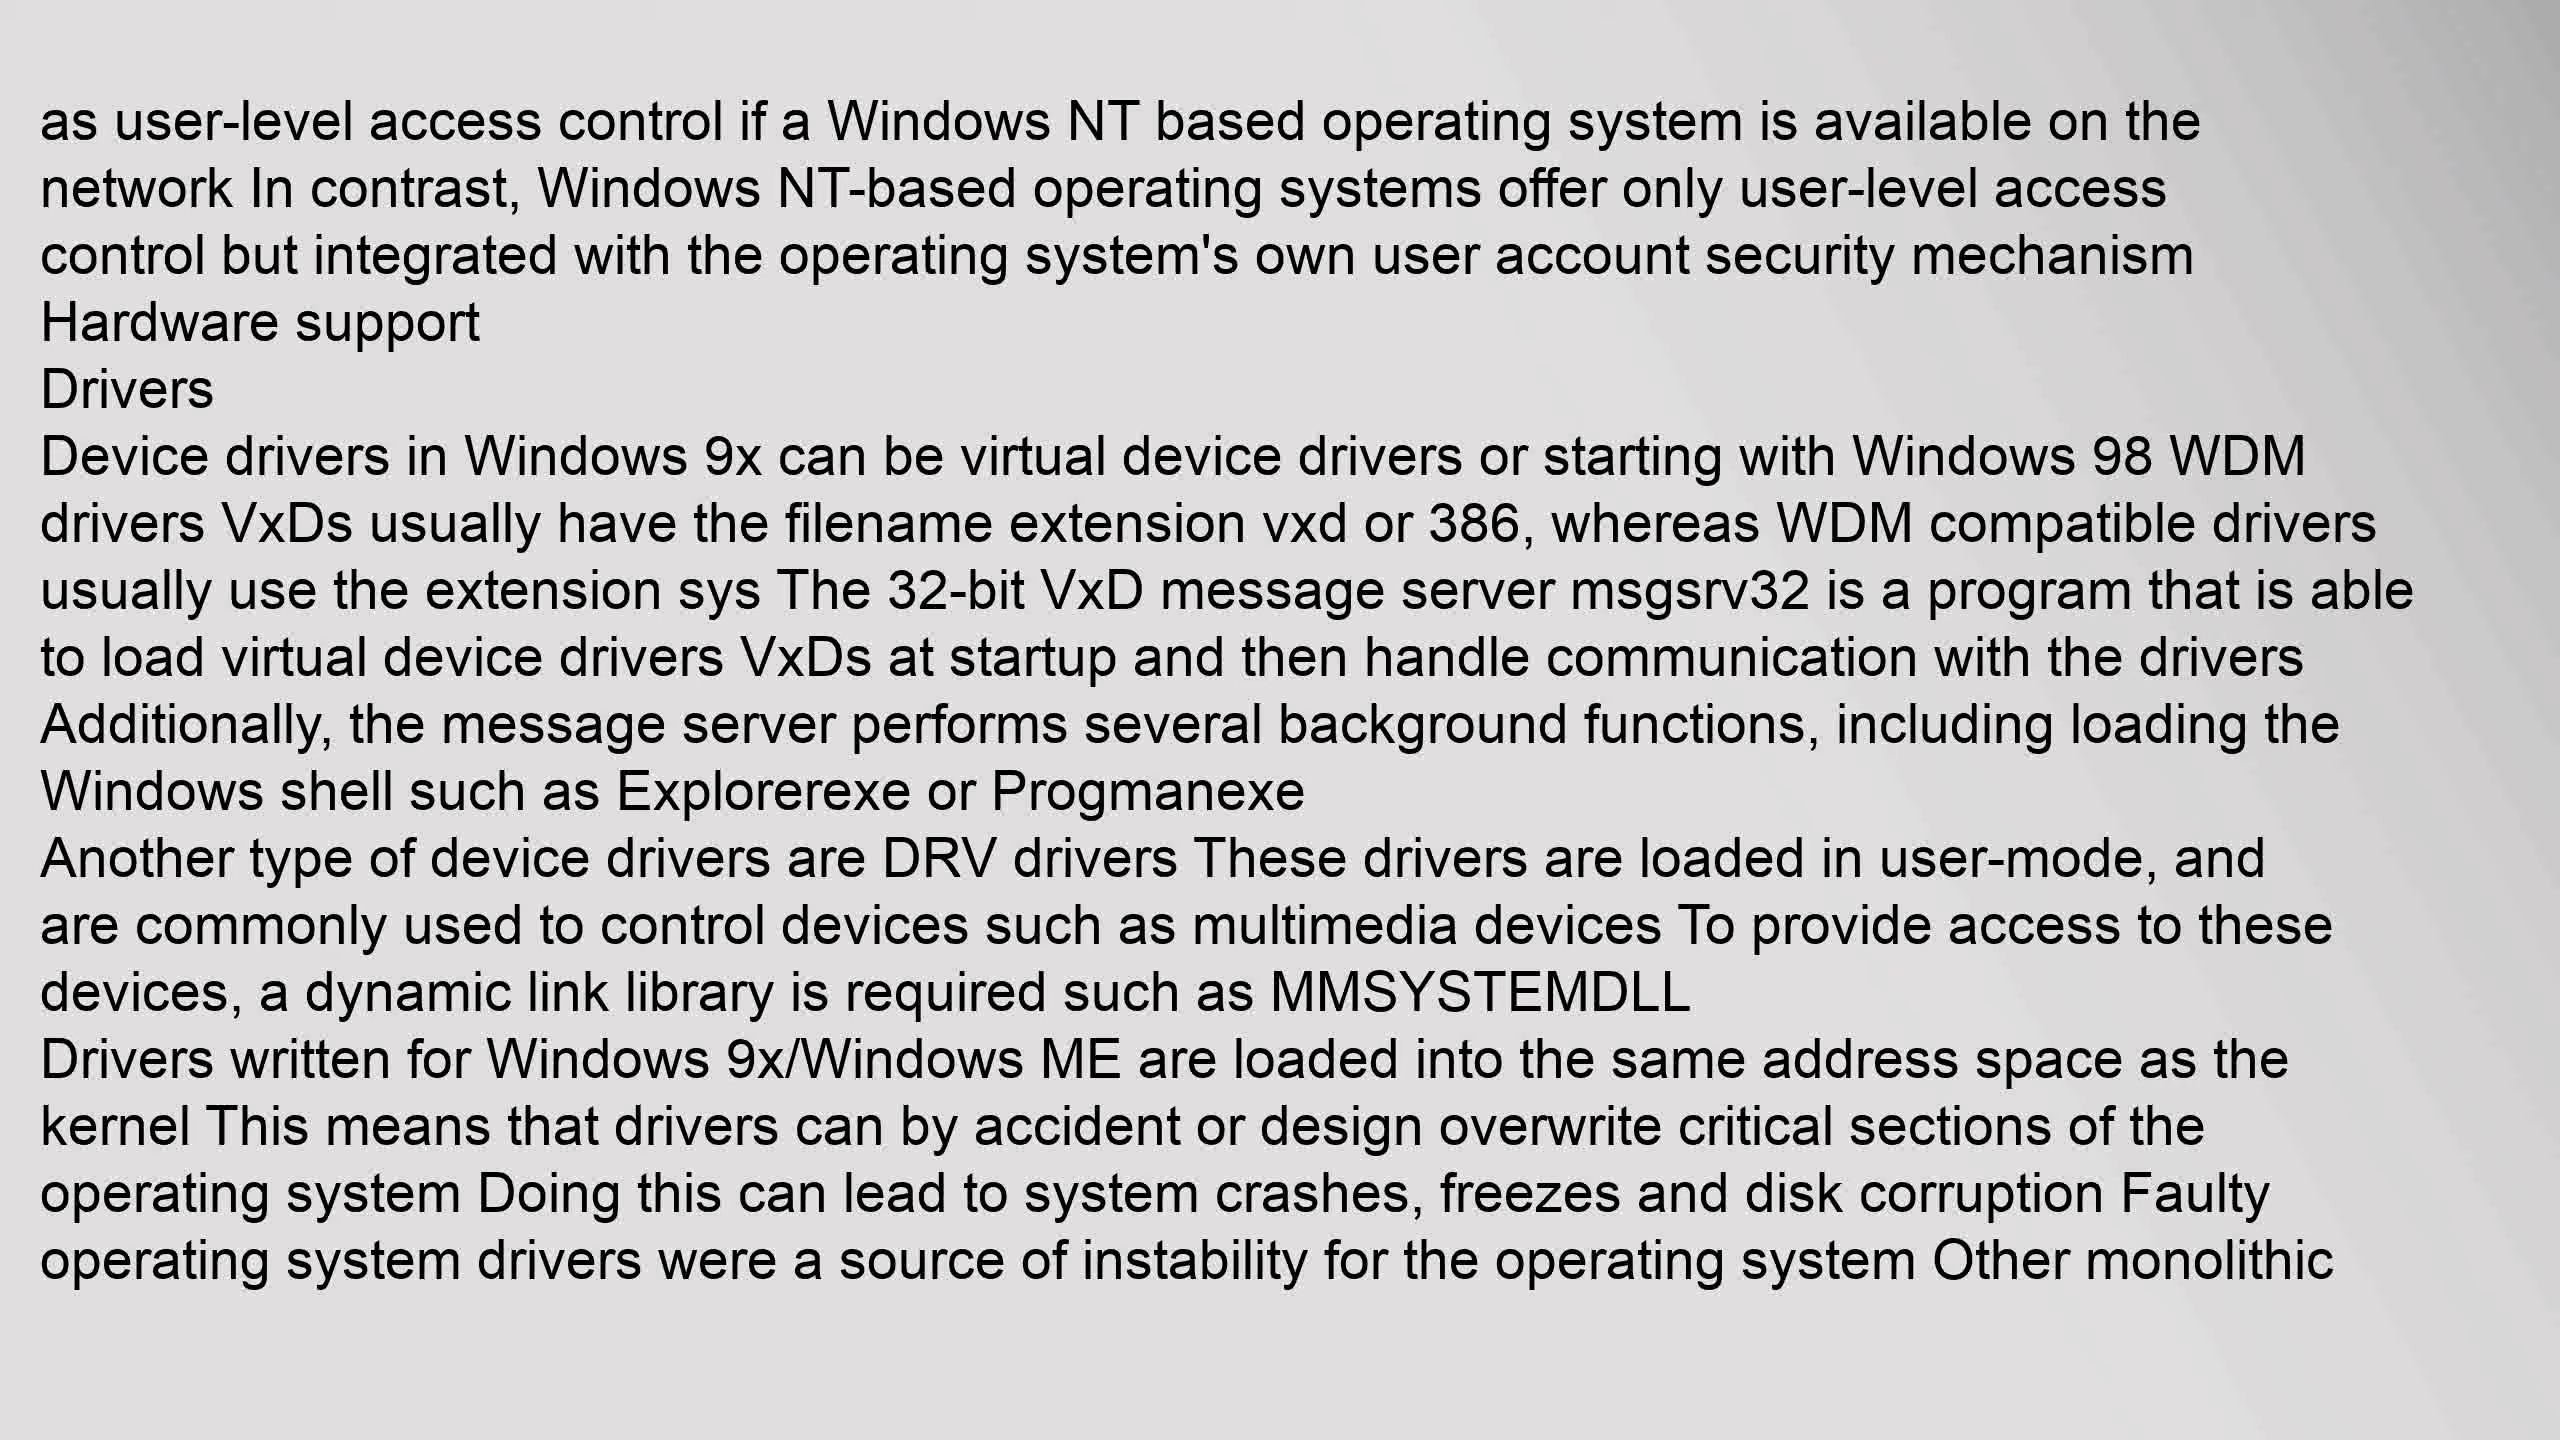 as user-level access control if a Windows NT based operating system is available on the
network In contrast, Windows NT-based operating systems offer only user-level access
control but integrated with the operating system's own user account security mechanism
Hardware support
Drivers
Device drivers in Windows 9x can be virtual device drivers or starting with Windows 98 WDM
drivers VxDs usually have the filename extension vxd or 386, whereas WDM compatible drivers
usually use the extension sys The 32-bit VxD message server msgsrv32 is a program that is able
to load virtual device drivers VxDs at startup and then handle communication with the drivers
Additionally, the message server performs several background functions, including loading the
Windows shell such as Explorerexe or Progmanexe
Another type of device drivers are DRV drivers These drivers are loaded in user-mode, and
are commonly used to control devices such as multimedia devices To provide access to these
devices, a dynamic link library is required such as MMSYSTEMDLL
Drivers written for Windows 9x/Windows ME are loaded into the same address space as the
kernel This means that drivers can by accident or design overwrite critical sections of the
operating system Doing this can lead to system crashes, freezes and disk corruption Faulty
operating system drivers were a source of instability for the operating system Other monolithic